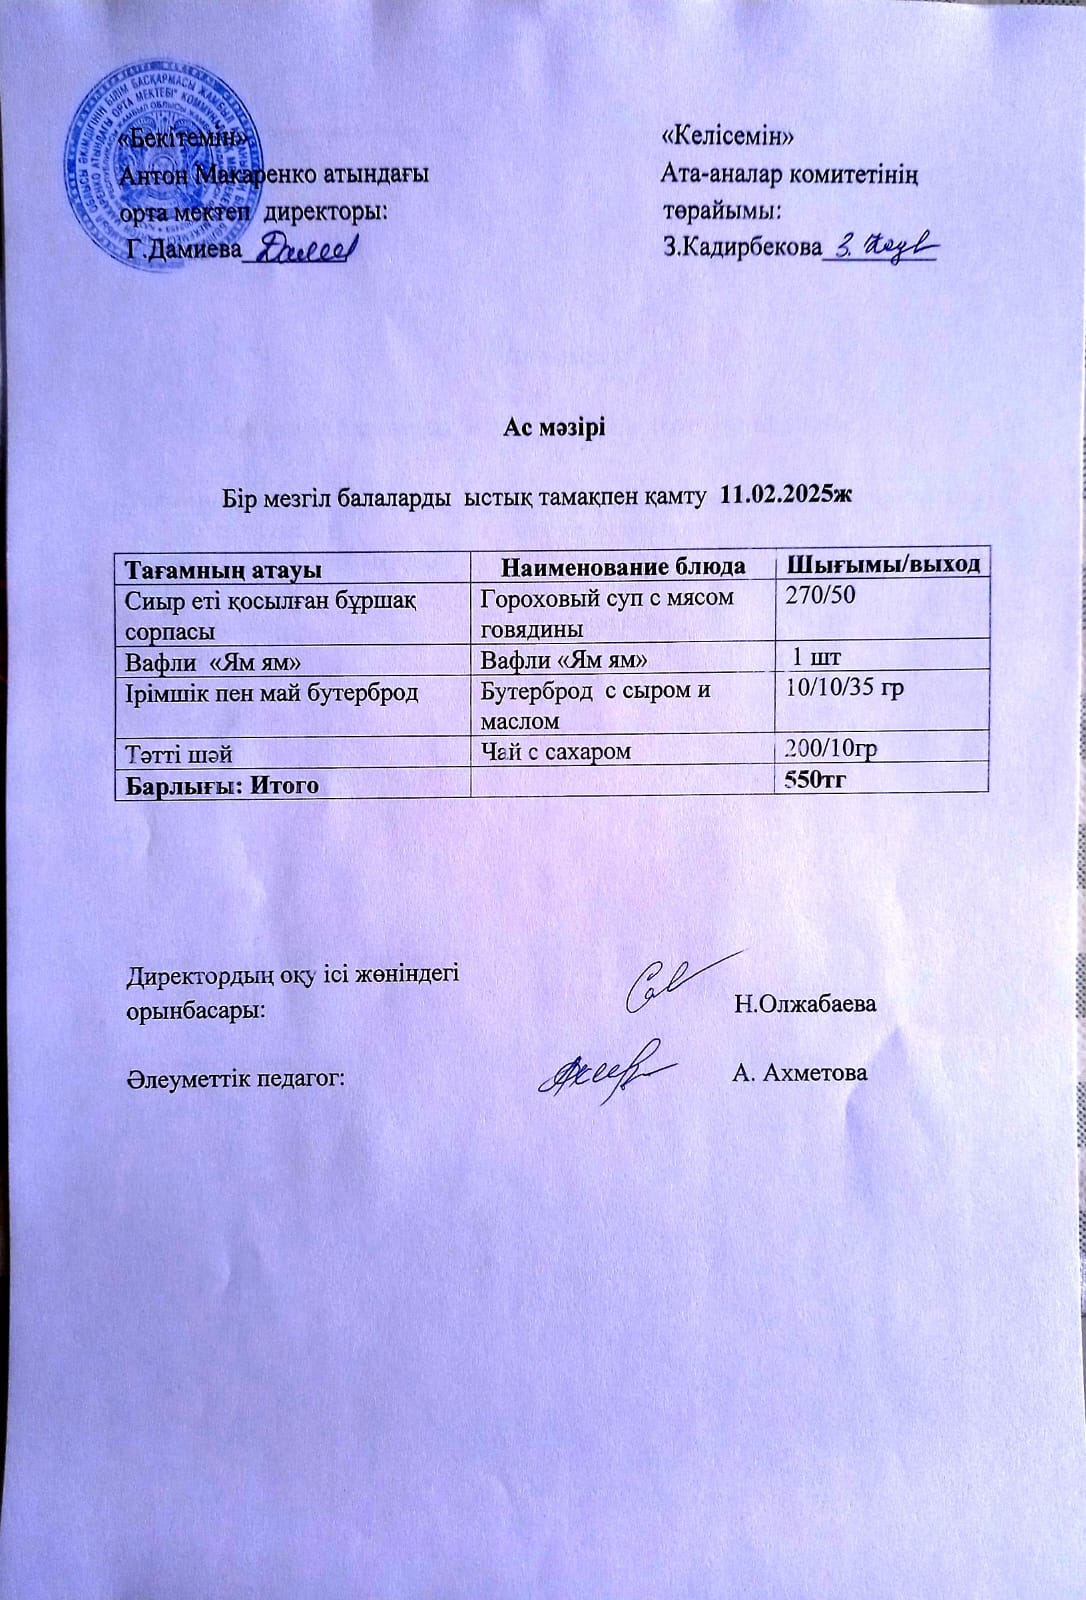 «Бекітемін»
Антон Макаренко атындағы
орта мектеп директоры:
Г.Дамиева
«Келісемін»
Ата-аналар комитетінің
төрайымы:
З.Кадирбекова
Ас мәзірі
Бір мезгіл балаларды ыстық тамақпен қамту 11.02.2025ж
Тағамның атауы Наименование блюда Шығымы/выход
Сиыр еті қосылған бұршақ Гороховый суп с мясом 270/50
сорпасы говядины
Вафли «Ям ям» Вафли «Ям ям» 1 шт
Ірімшік пен май бутерброд Бутерброд с сыром и 10/10/35 гр
маслом
Тәтті шәй Чай с сахаром 200/10гр
Барлығы: Итого 550тг
Директордың оқу ісі жөніндегі
орынбасары: Н.Олжабаева
Әлеуметтік педагог: А. Ахметова